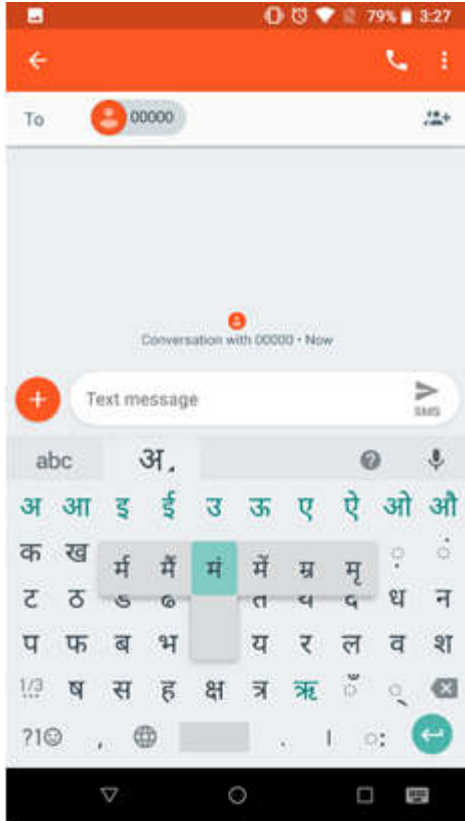 79% 3:27
To 00000
Conversation with 00000 • Now
Text message
SMS
abc अ
अ आ इ ई उ ऊ ए ऐ ओ औ
क ख ़ ं
र्म मैं मं में म्र मृ
ट ठ ड ढ त थ द ध न
प फ ब भ य र ल व श
1/3 ष स ह क्ष त्र ऋ ँ ्
?1☺ , . । ः